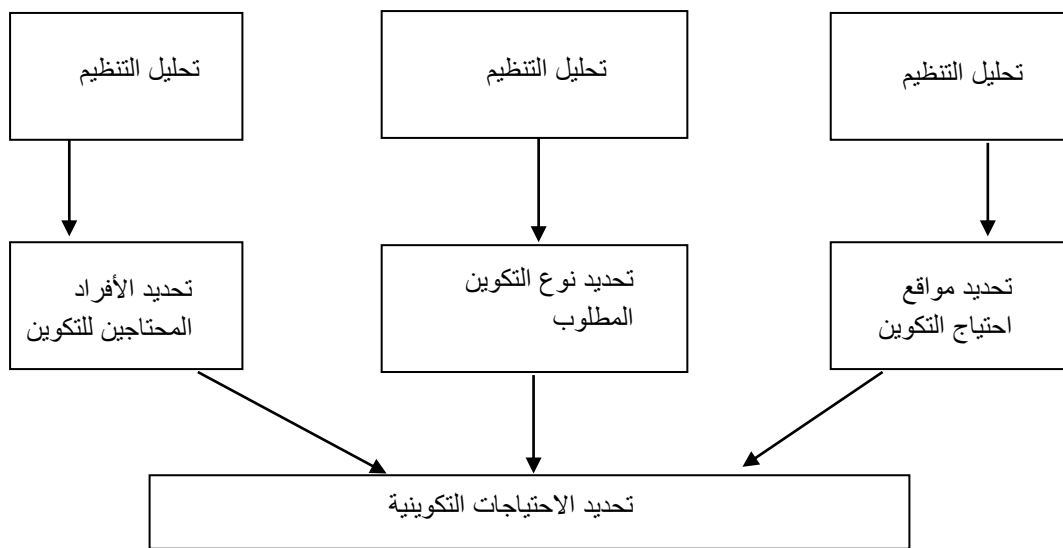 تحليل التنظيم
تحليل التنظيم
تحليل التنظيم
تحديد مواقع
احتياج التكوين
تحديد نوع التكوين
المطلوب
تحديد الأفراد
المحتاجين للتكوين
تحديد الاحتياجات التكوينية